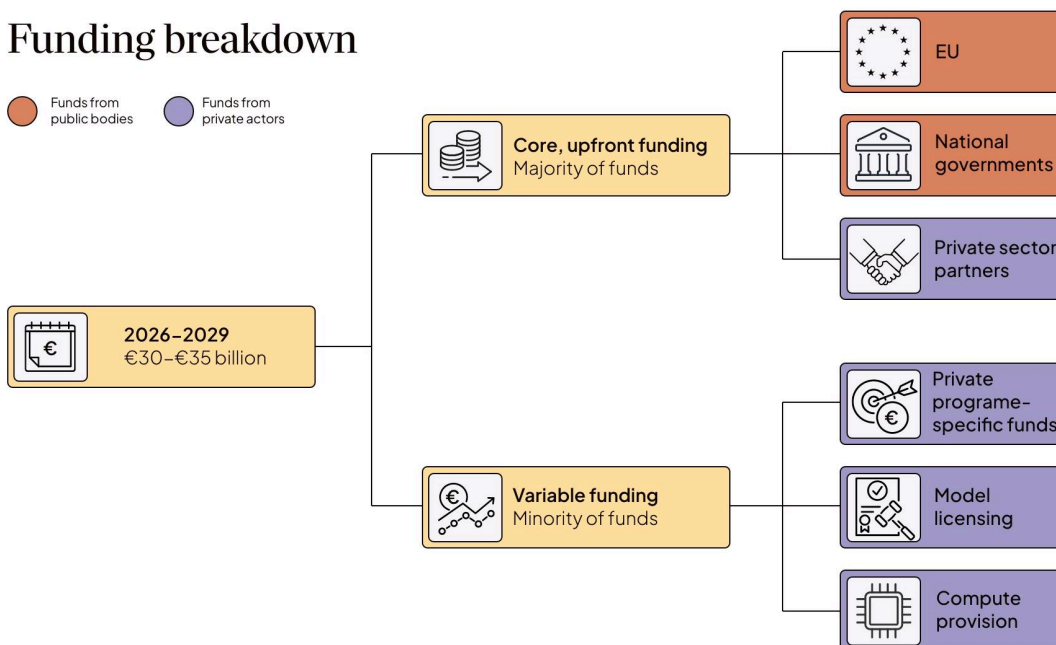 Funding breakdown
Funds from
public bodies
Funds from
private actors
2026–2029
€30–€35 billion
Core, upfront funding
Majority of funds
EU
National
governments
Private sector
partners
Variable funding
Minority of funds
Private
programe-
specific funds
Model
licensing
Compute
provision